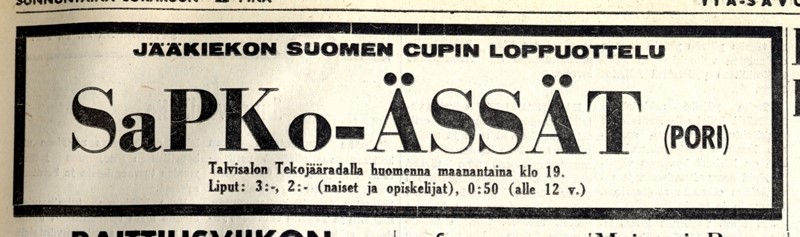 JÄÄKIEKON SUOMEN CUPIN LOPPUOTTELU
SaPKo-ÄSSÄT (PORI)
Talvisalon Tekojääradalla huomenna maanantaina klo 19.
Liput: 3:-, 2:- (naiset ja opiskelijat), 0:50 (alle 12 v.)
RAITTIUSVIIKON